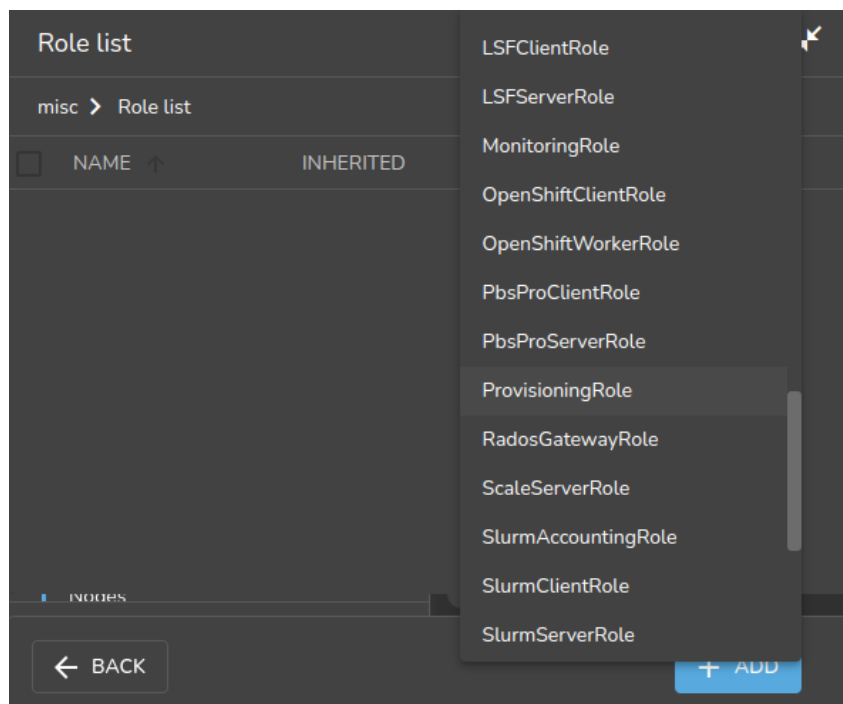 Role list
misc > Role list
NAME ↑ INHERITED
LSFClientRole
LSFServerRole
MonitoringRole
OpenShiftClientRole
OpenShiftWorkerRole
PbsProClientRole
PbsProServerRole
ProvisioningRole
RadosGatewayRole
ScaleServerRole
SlurmAccountingRole
SlurmClientRole
SlurmServerRole
Nodes
← BACK
+ ADD